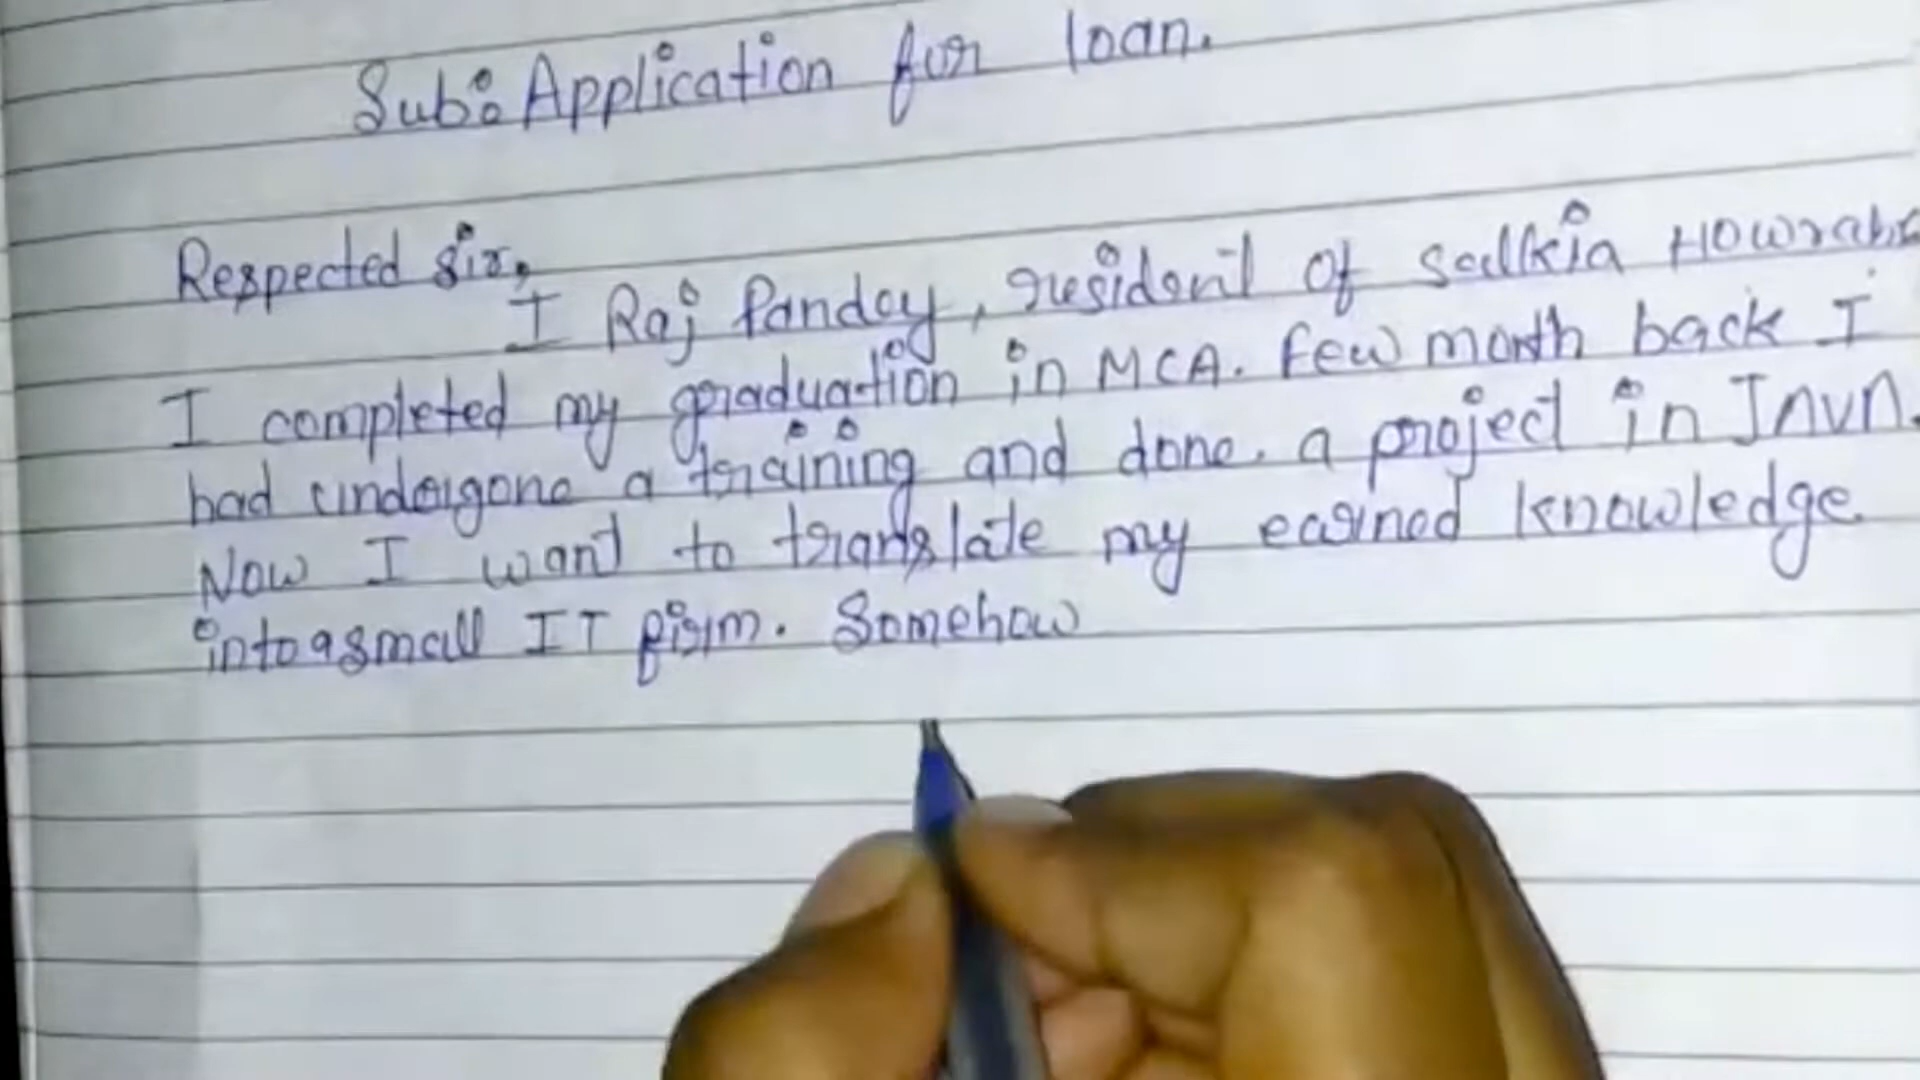 Sub: Application for loan.
Respected Sir,
I Raj Panday, resident of Salkia Howrah
I completed my graduation in MCA. Few month back I
had undergone a training and done. a project in JNVN.
Now I want to translate my earned knowledge
into a small IT firm. Somehow